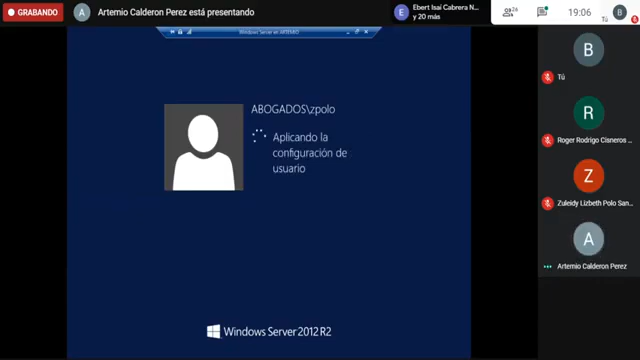 GRABANDO
A
Artemio Calderon Perez está presentando
E
Ebert Isaí Cabrera N...
y 20 más
26
19:06
B
Tú
Windows Server en ARTEMIO
ABOGADOS\zpolo
Aplicando la
configuración de
usuario
Windows Server 2012 R2
B
Tú
R
Roger Rodrigo Cisneros ...
Z
Zuleidy Lizbeth Polo San...
A
Artemio Calderon Perez